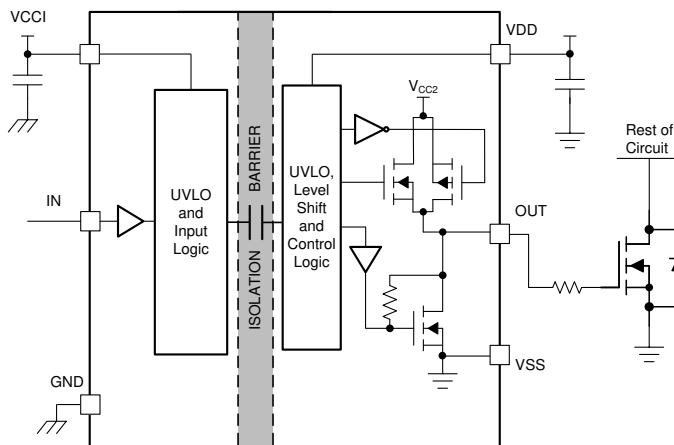 VCCI
VDD
VCC2
Rest of
Circuit
UVLO
and
Input
Logic
ISOLATION BARRIER
UVLO,
Level
Shift
and
Control
Logic
IN
OUT
GND
VSS